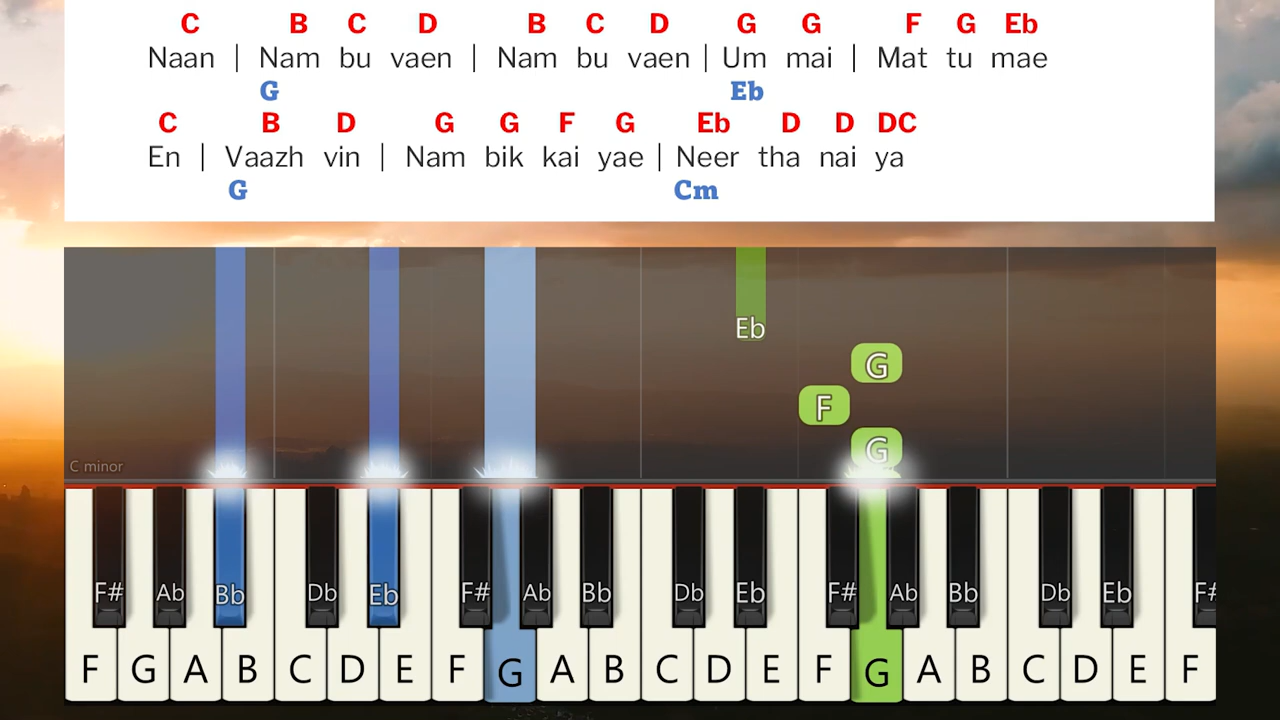 C B C D B C D G G F G Eb
Naan | Nam bu vaen | Nam bu vaen | Um mai | Mat tu mae
G Eb
C B D G G F G Eb D D DC
En | Vaazh vin | Nam bik kai yae | Neer tha nai ya
G Cm
Eb
G
F
G
C minor
F# Ab Bb Db Eb F# Ab Bb Db Eb F# Ab Bb Db Eb F#
F G A B C D E F G A B C D E F G A B C D E F